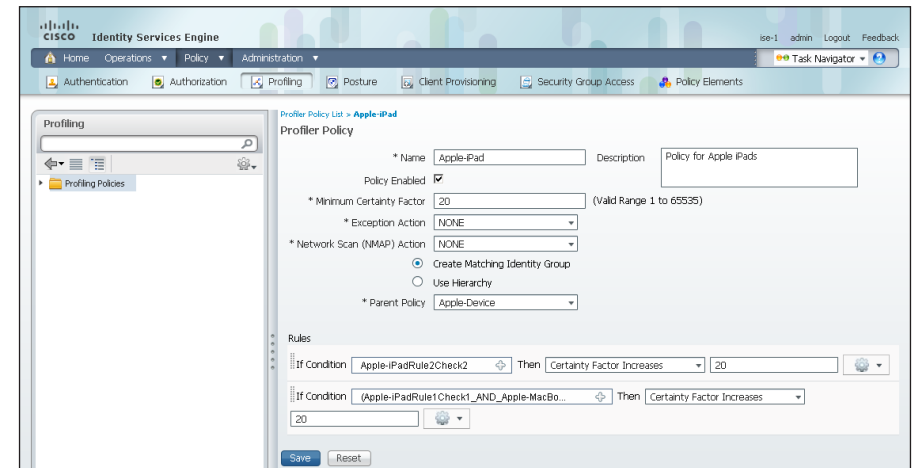 CISCO Identity Services Engine
ise-1 admin Logout Feedback
Home Operations Policy Administration
Task Navigator
Authentication Authorization Profiling Posture Client Provisioning Security Group Access Policy Elements
Profiling
Profiling Policies
Profiler Policy List > Apple-iPad
Profiler Policy
* Name Apple-iPad Description Policy for Apple iPads
Policy Enabled
* Minimum Certainty Factor 20 (Valid Range 1 to 65535)
* Exception Action NONE
* Network Scan (NMAP) Action NONE
Create Matching Identity Group
Use Hierarchy
* Parent Policy Apple-Device
Rules
If Condition Apple-iPadRule2Check2 Then Certainty Factor Increases 20
If Condition (Apple-iPadRule1Check1_AND_Apple-MacBo... Then Certainty Factor Increases
20
Save Reset